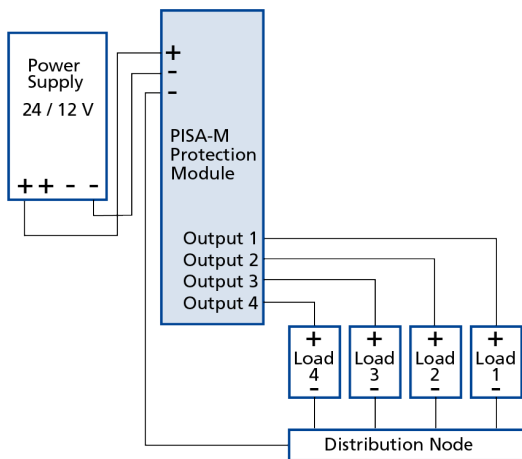 Power
Supply
24 / 12 V
+ + - -
+
-
-
PISA-M
Protection
Module
Output 1
Output 2
Output 3
Output 4
+
Load
4
-
+
Load
3
-
+
Load
2
-
+
Load
1
-
Distribution Node